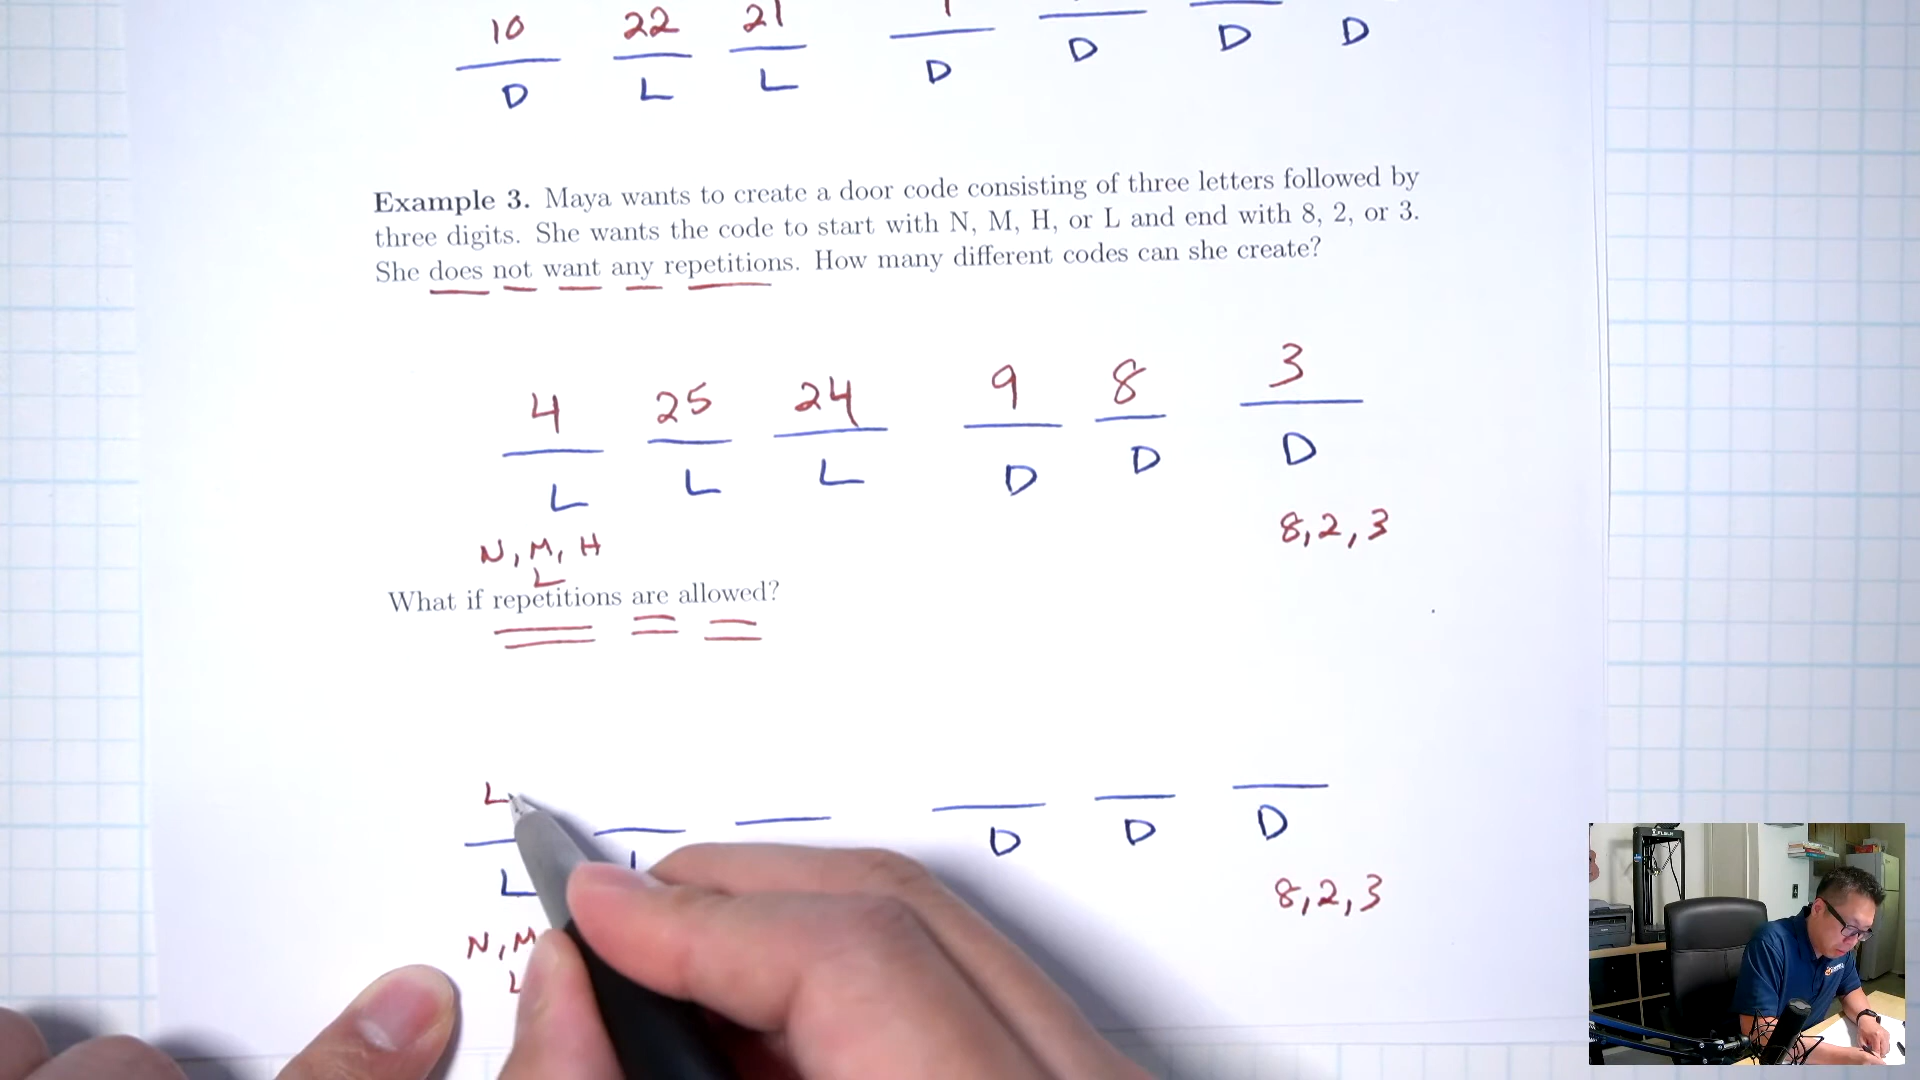 10 22 21
D L L D D D D
Example 3. Maya wants to create a door code consisting of three letters followed by
three digits. She wants the code to start with N, M, H, or L and end with 8, 2, or 3.
She does not want any repetitions. How many different codes can she create?
4 25 24 9 8 3
L L L D D D
N, M, H
L
8, 2, 3
What if repetitions are allowed?
L D D D
N, M
L
8, 2, 3